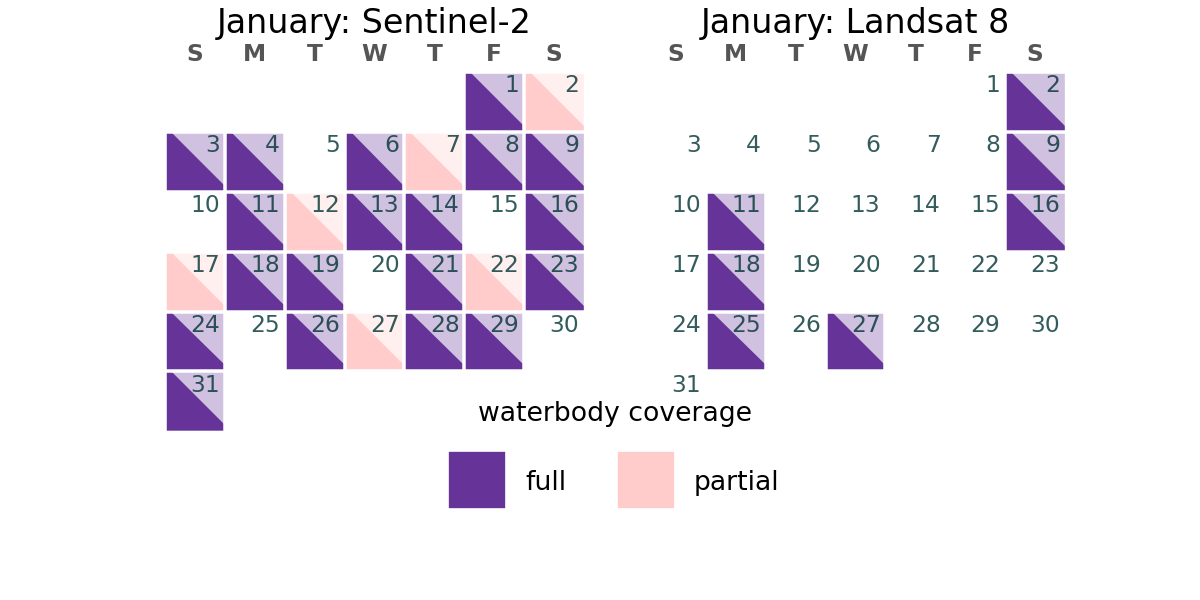 January: Sentinel-2
S M T W T F S
1 2
3 4 5 6 7 8 9
10 11 12 13 14 15 16
17 18 19 20 21 22 23
24 25 26 27 28 29 30
31
January: Landsat 8
S M T W T F S
1 2
3 4 5 6 7 8 9
10 11 12 13 14 15 16
17 18 19 20 21 22 23
24 25 26 27 28 29 30
31
waterbody coverage
full partial